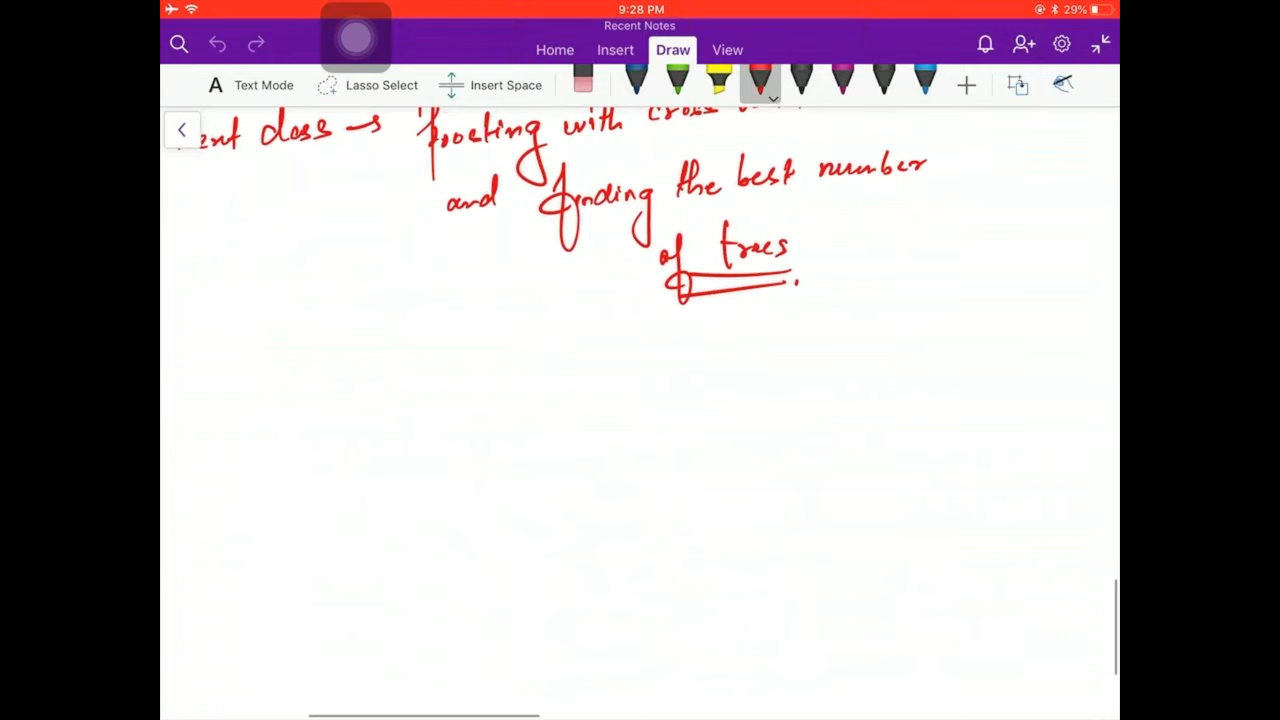 9:28 PM
29%
Recent Notes
Home Insert Draw View
A Text Mode Lasso Select Insert Space
class → with
and finding the best number
of trees